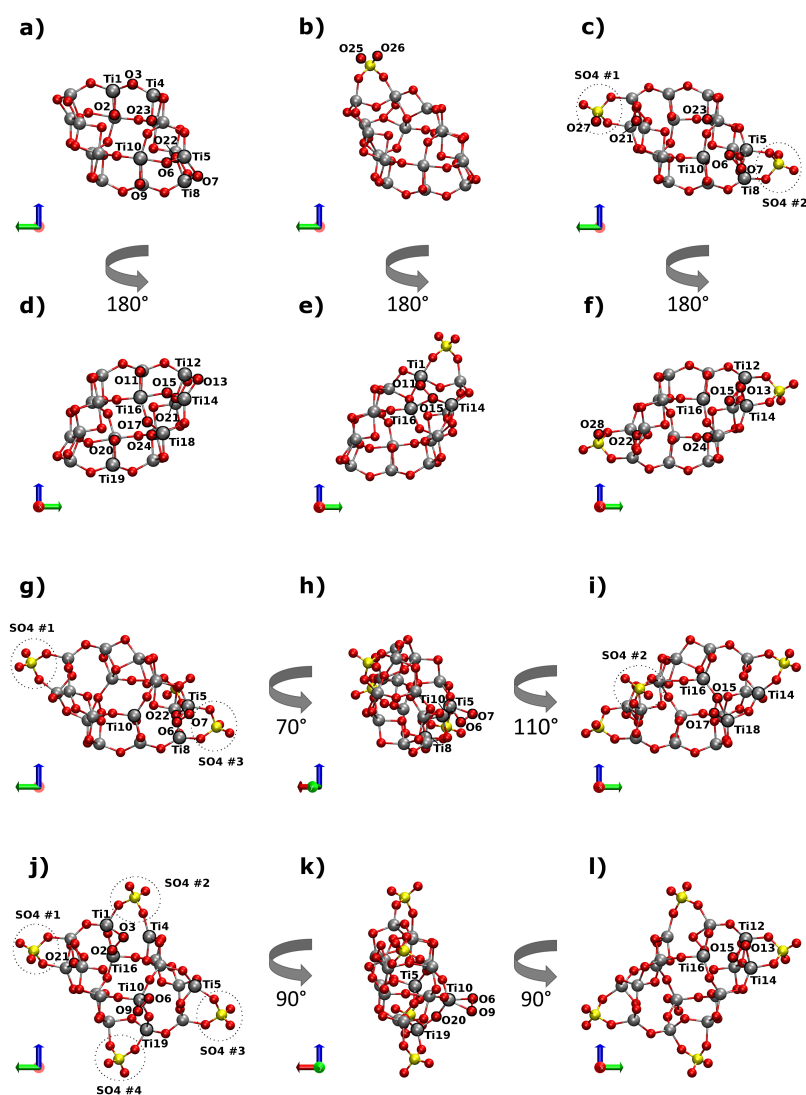 a)
b)
c)
Ti1
O3
Ti4
O2
O23
O22
Ti10
Ti5
O6
O7
O9
Ti8
O25
O26
SO4 #1
O27
O21
O23
Ti5
Ti10
O6
O7
Ti8
SO4 #2
180°
180°
180°
d)
e)
f)
Ti12
O11
O15
O13
Ti16
Ti14
O17
O21
Ti18
O20
O24
Ti19
Ti1
O11
O15
Ti14
Ti16
Ti12
O15
O13
Ti16
Ti14
O28
O22
O24
g)
h)
i)
SO4 #1
Ti5
O22
O7
Ti10
O6
Ti8
SO4 #3
70°
Ti10
Ti5
O7
O6
Ti8
110°
SO4 #2
O15
Ti14
Ti16
O17
Ti18
j)
k)
l)
SO4 #2
SO4 #1
Ti1
O3
Ti4
O2
O21
Ti16
Ti10
O6
Ti5
O9
Ti19
SO4 #3
SO4 #4
90°
Ti5
Ti10
O6
O9
O20
Ti19
90°
Ti12
O15
O13
Ti16
Ti14